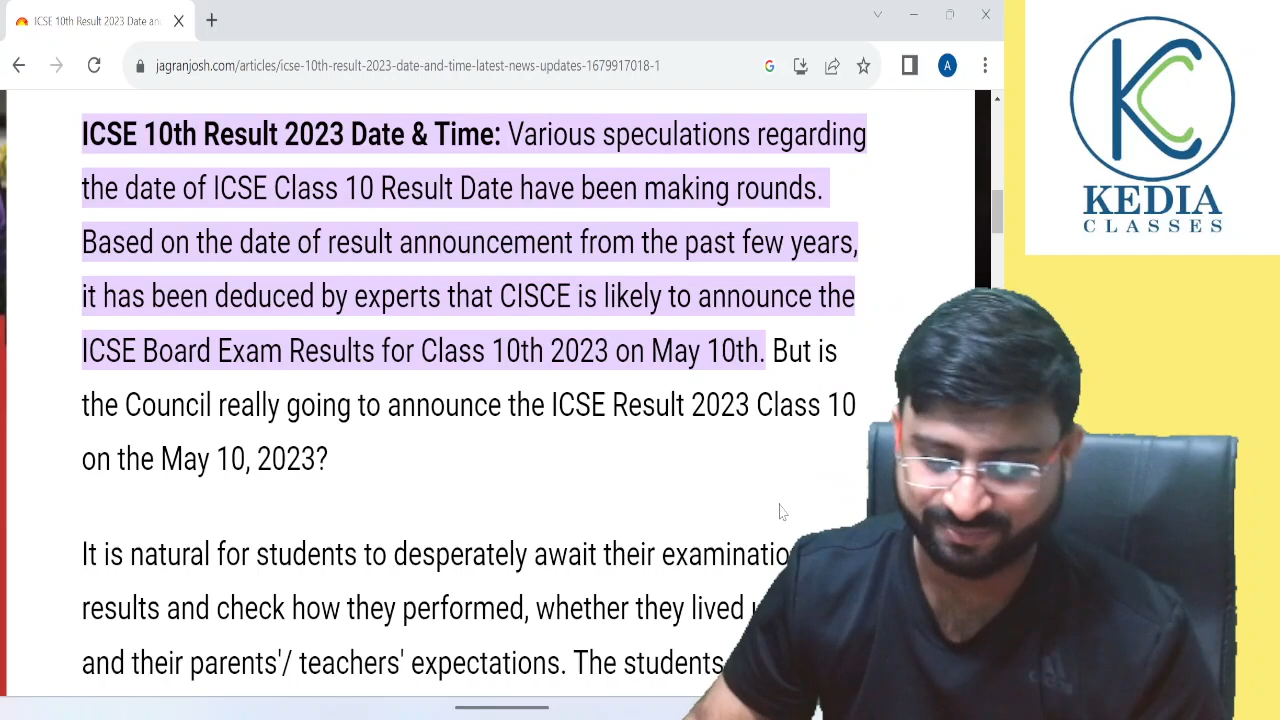 ICSE 10th Result 2023 Date an
jagranjosh.com/articles/icse-10th-result-2023-date-and-time-latest-news-updates-1679917018-1
A
ICSE 10th Result 2023 Date & Time: Various speculations regarding
the date of ICSE Class 10 Result Date have been making rounds.
Based on the date of result announcement from the past few years,
it has been deduced by experts that CISCE is likely to announce the
ICSE Board Exam Results for Class 10th 2023 on May 10th. But is
the Council really going to announce the ICSE Result 2023 Class 10
on the May 10, 2023?
It is natural for students to desperately await their examinatio
results and check how they performed, whether they lived
and their parents'/ teachers' expectations. The students
KC
KEDIA
CLASSES
adidas